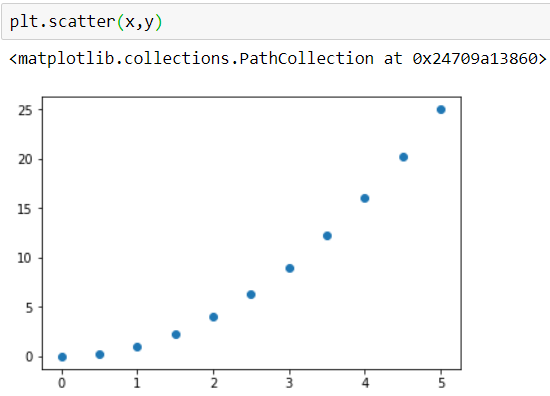 plt.scatter(x,y)
<matplotlib.collections.PathCollection at 0x24709a13860>
25
20
15
10
5
0
0 1 2 3 4 5